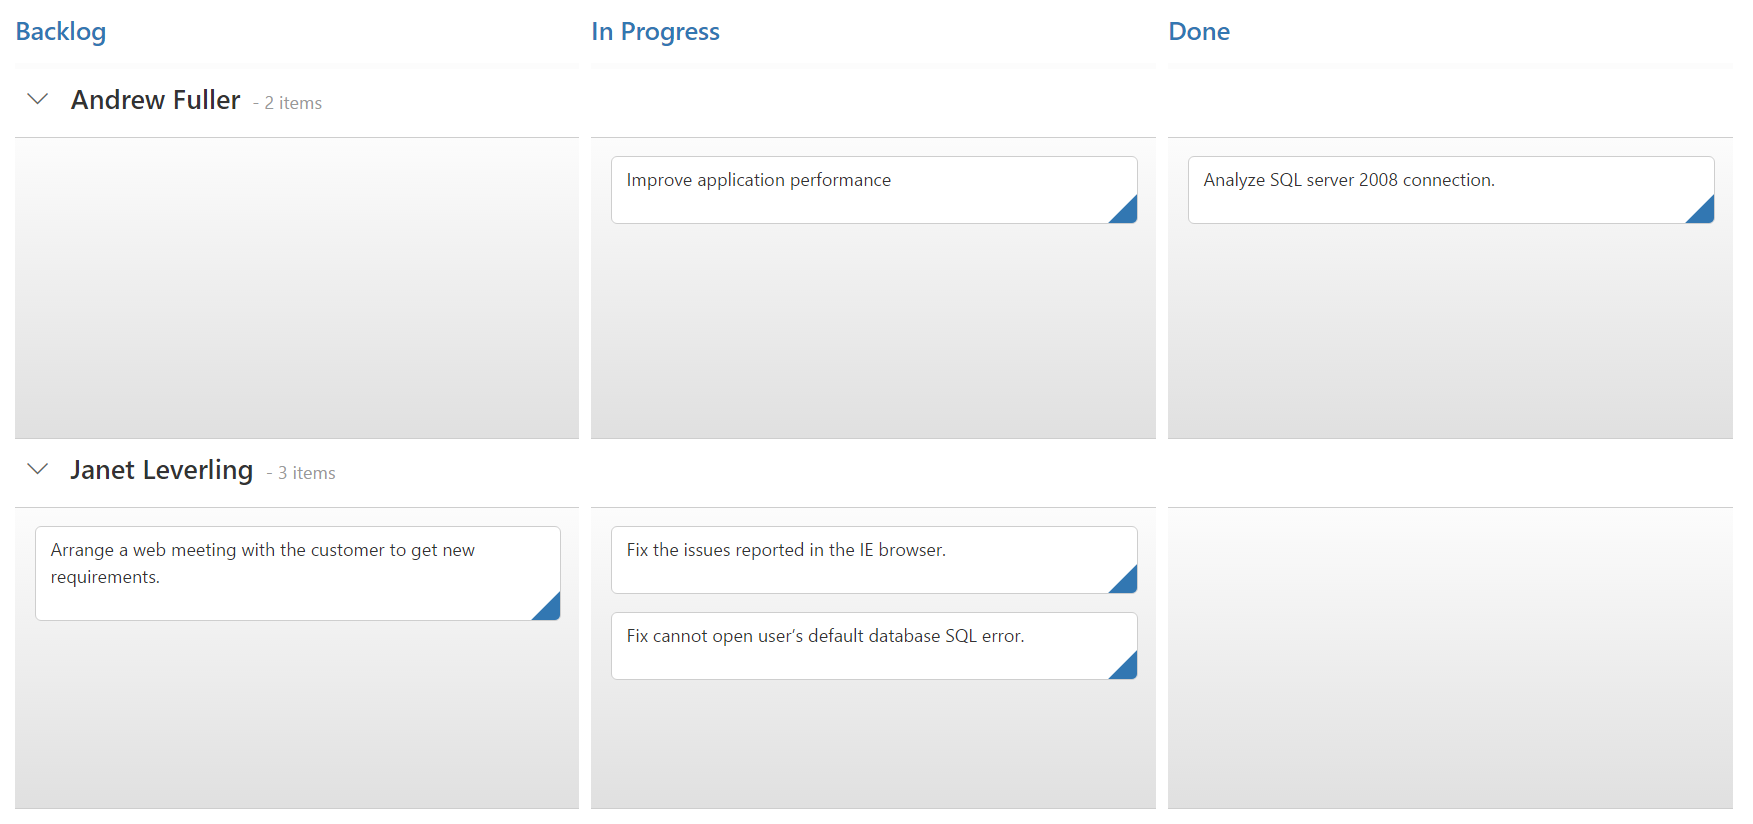 Backlog
In Progress
Done
Andrew Fuller - 2 items
Improve application performance
Analyze SQL server 2008 connection.
Janet Leverling - 3 items
Arrange a web meeting with the customer to get new
requirements.
Fix the issues reported in the IE browser.
Fix cannot open user’s default database SQL error.